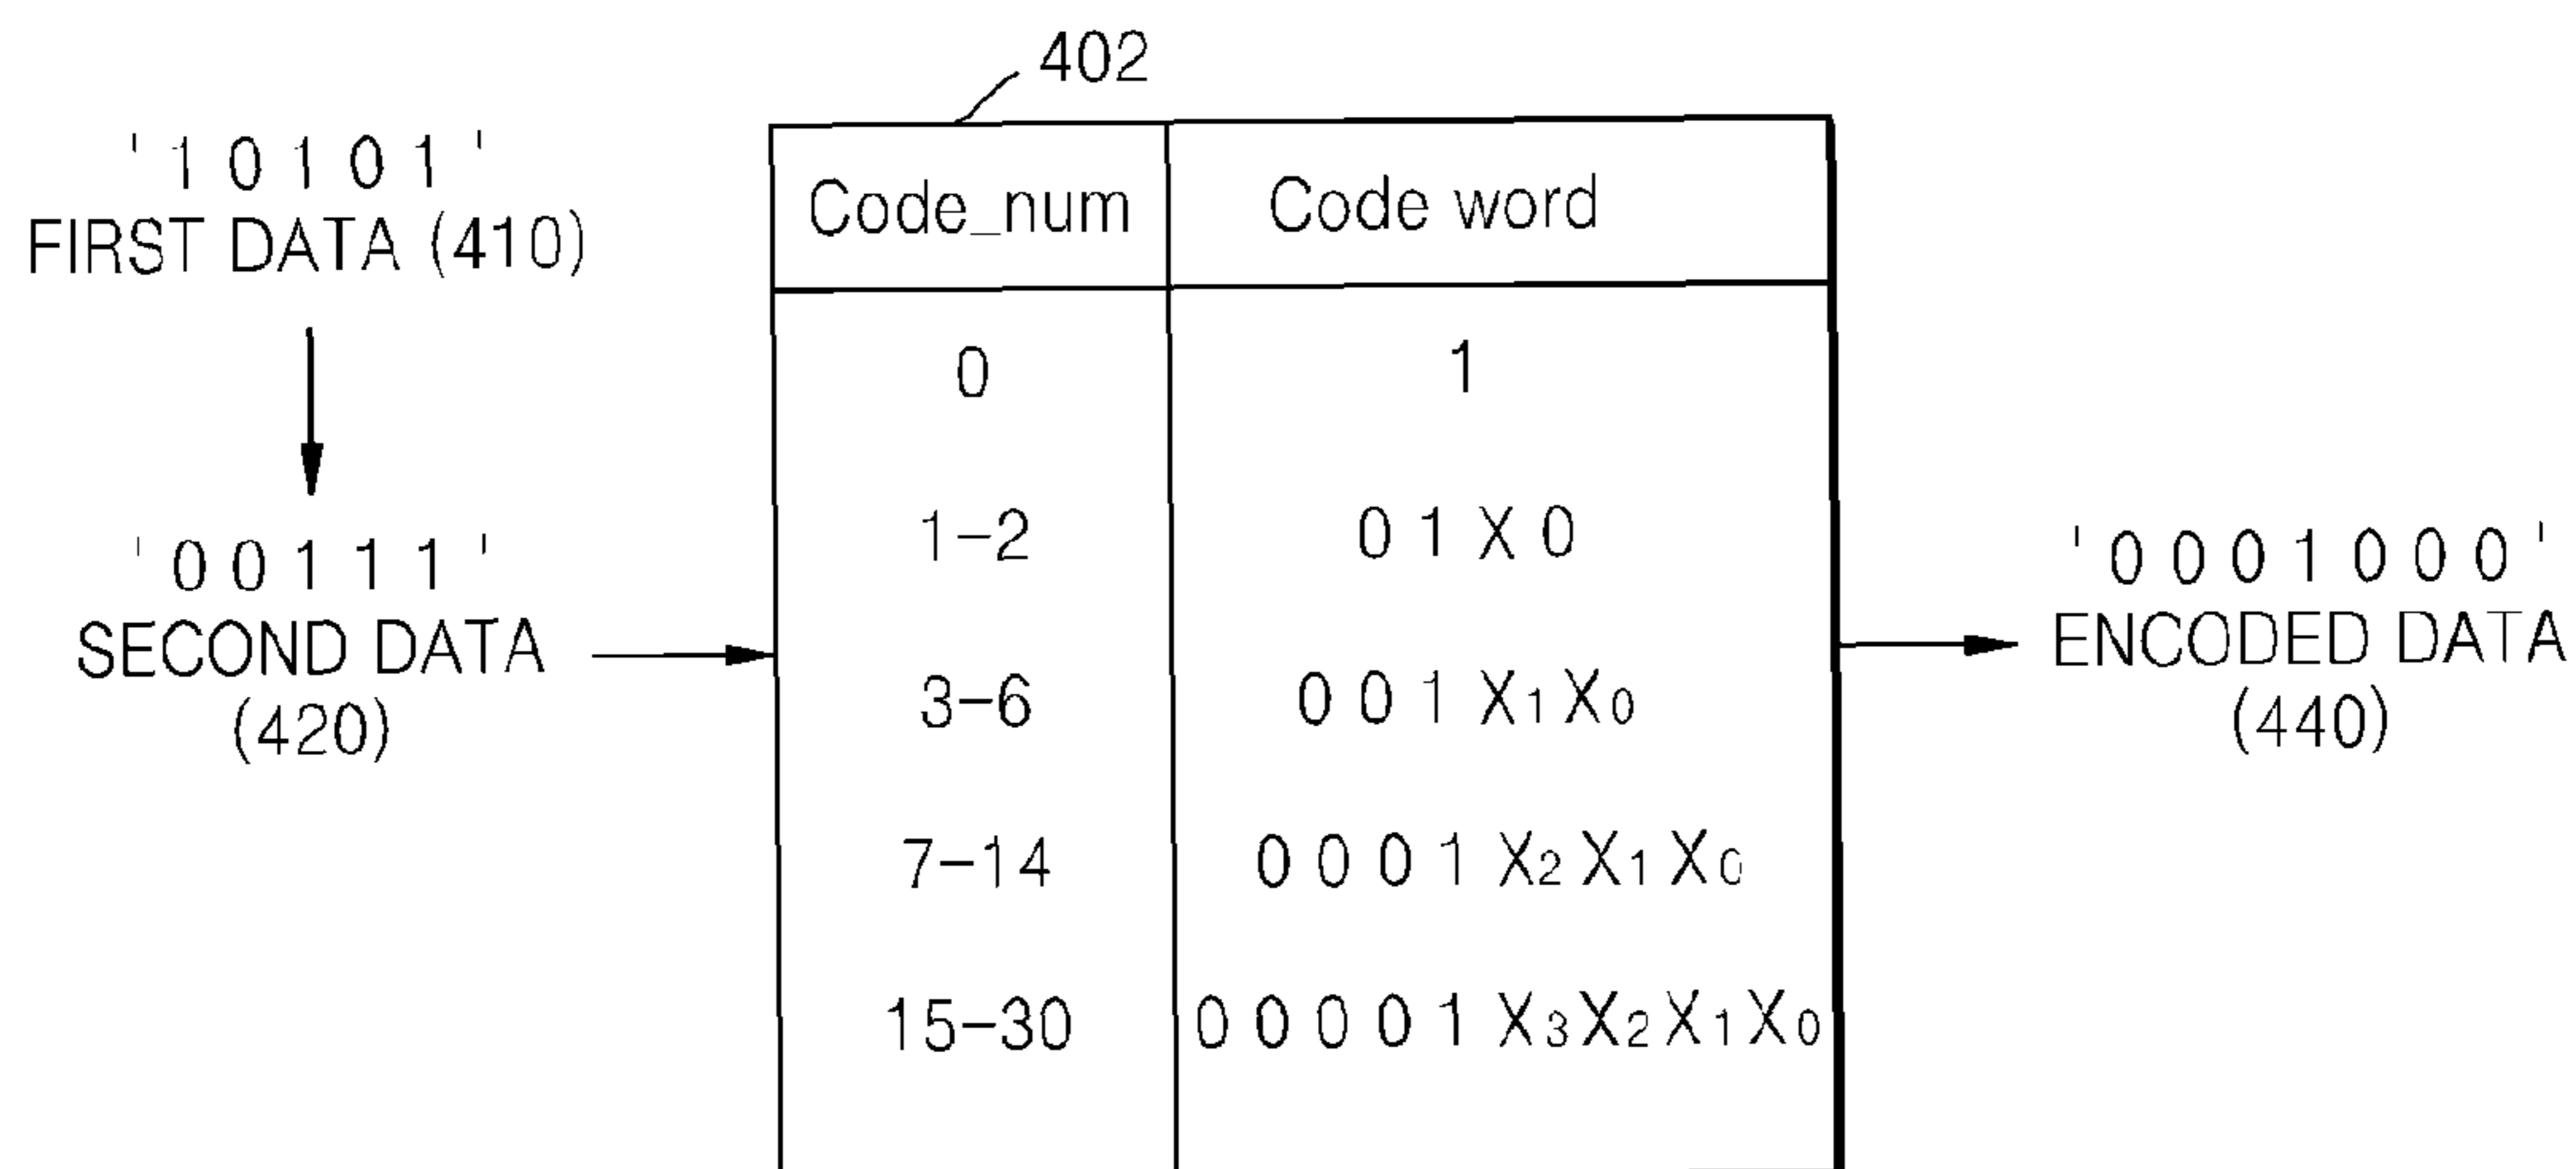 402
' 1 0 1 0 1 '
FIRST DATA (410)
' 0 0 1 1 1 '
SECOND DATA
(420)
Code_num Code word
0 1
1-2 0 1 X 0
3-6 0 0 1 X1 X0
7-14 0 0 0 1 X2 X1 X0
15-30 0 0 0 0 1 X3 X2 X1 X0
' 0 0 0 1 0 0 0 '
ENCODED DATA
(440)